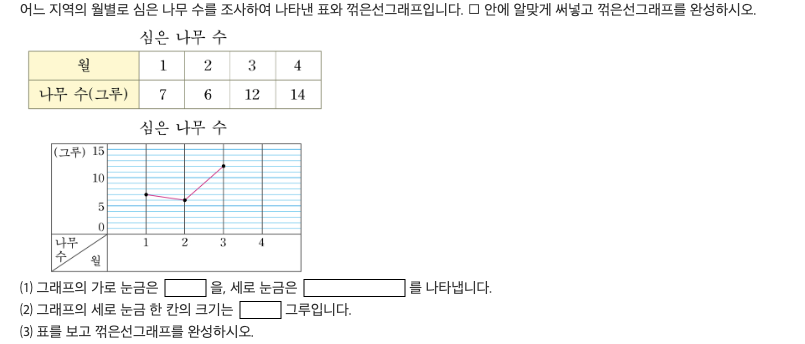 어느 지역의 월별로 심은 나무 수를 조사하여 나타낸 표와 꺾은선그래프입니다. □ 안에 알맞게 써넣고 꺾은선그래프를 완성하시오.
심은 나무 수
월 1 2 3 4
나무 수(그루) 7 6 12 14
심은 나무 수
(그루) 15
10
5
0
나무 수 월 1 2 3 4
(1) 그래프의 가로 눈금은 을, 세로 눈금은 를 나타냅니다.
(2) 그래프의 세로 눈금 한 칸의 크기는 그루입니다.
(3) 표를 보고 꺾은선그래프를 완성하시오.